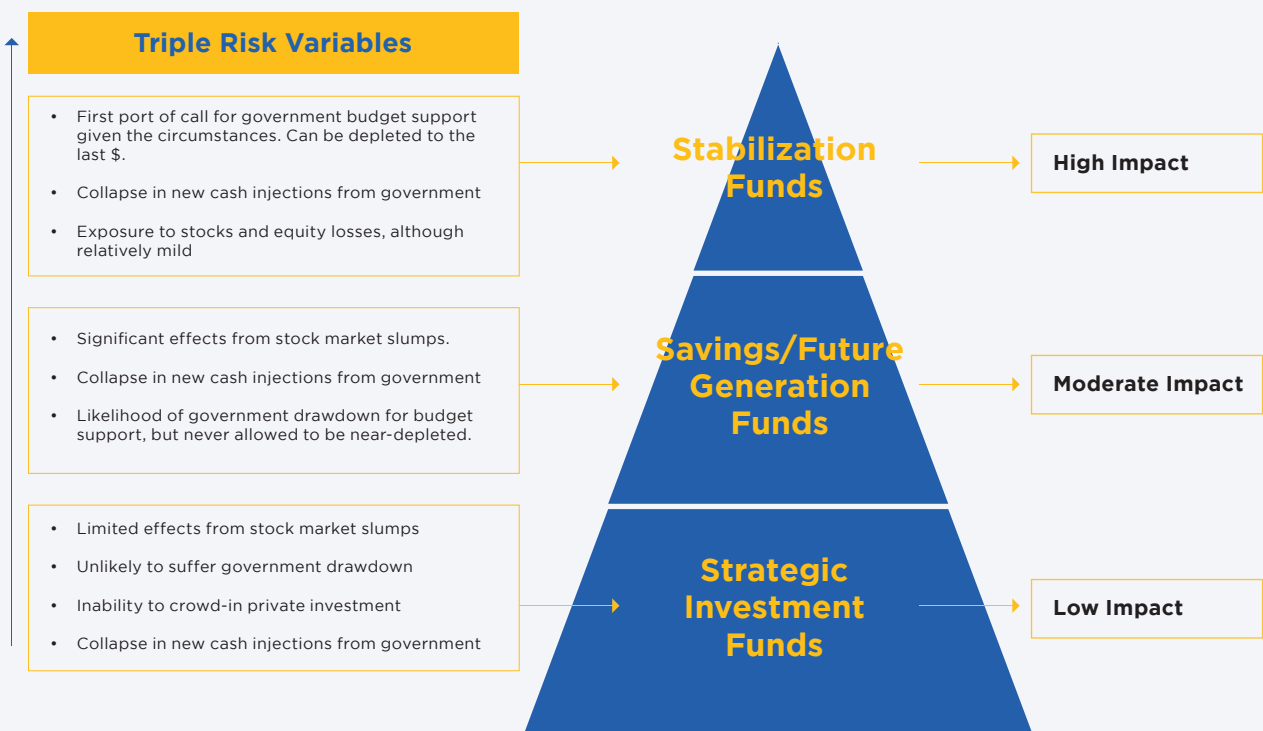 Triple Risk Variables
• First port of call for government budget support
given the circumstances. Can be depleted to the
last $.
• Collapse in new cash injections from government
• Exposure to stocks and equity losses, although
relatively mild
Stabilization
Funds
High Impact
• Significant effects from stock market slumps.
• Collapse in new cash injections from government
• Likelihood of government drawdown for budget
support, but never allowed to be near-depleted.
Savings/Future
Generation
Funds
Moderate Impact
• Limited effects from stock market slumps
• Unlikely to suffer government drawdown
• Inability to crowd-in private investment
• Collapse in new cash injections from government
Strategic
Investment
Funds
Low Impact